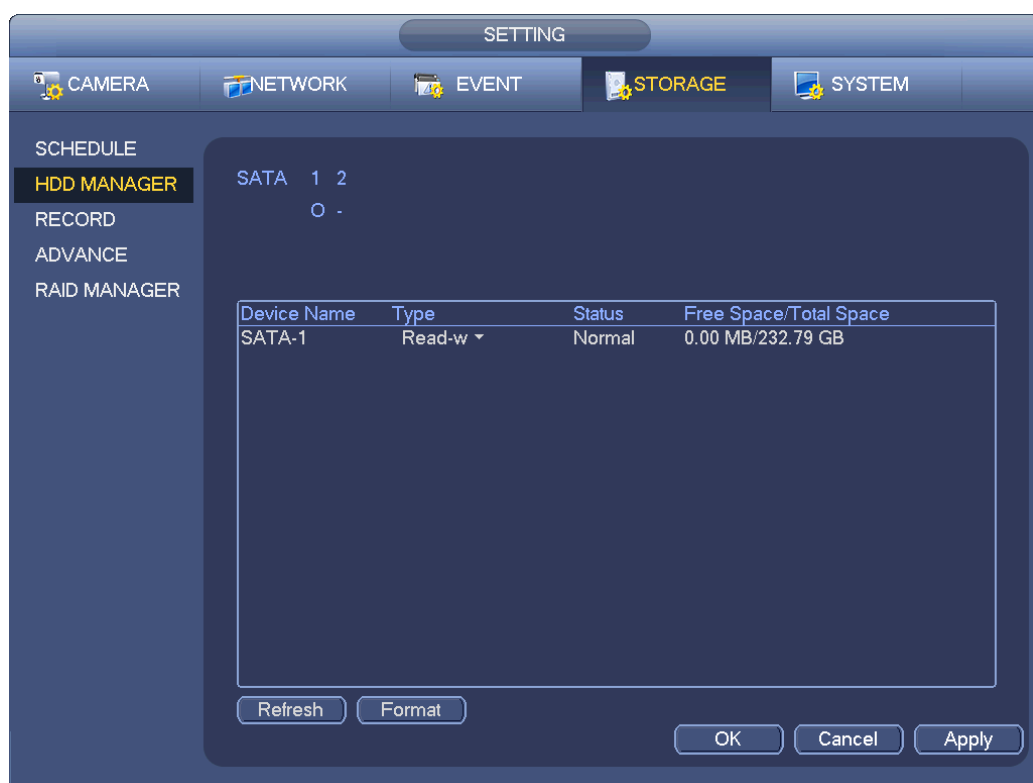 SETTING
CAMERA NETWORK EVENT STORAGE SYSTEM
SCHEDULE
HDD MANAGER
RECORD
ADVANCE
RAID MANAGER
SATA 1 2
O -
Device Name Type Status Free Space/Total Space
SATA-1 Read-w Normal 0.00 MB/232.79 GB
Refresh Format
OK Cancel Apply